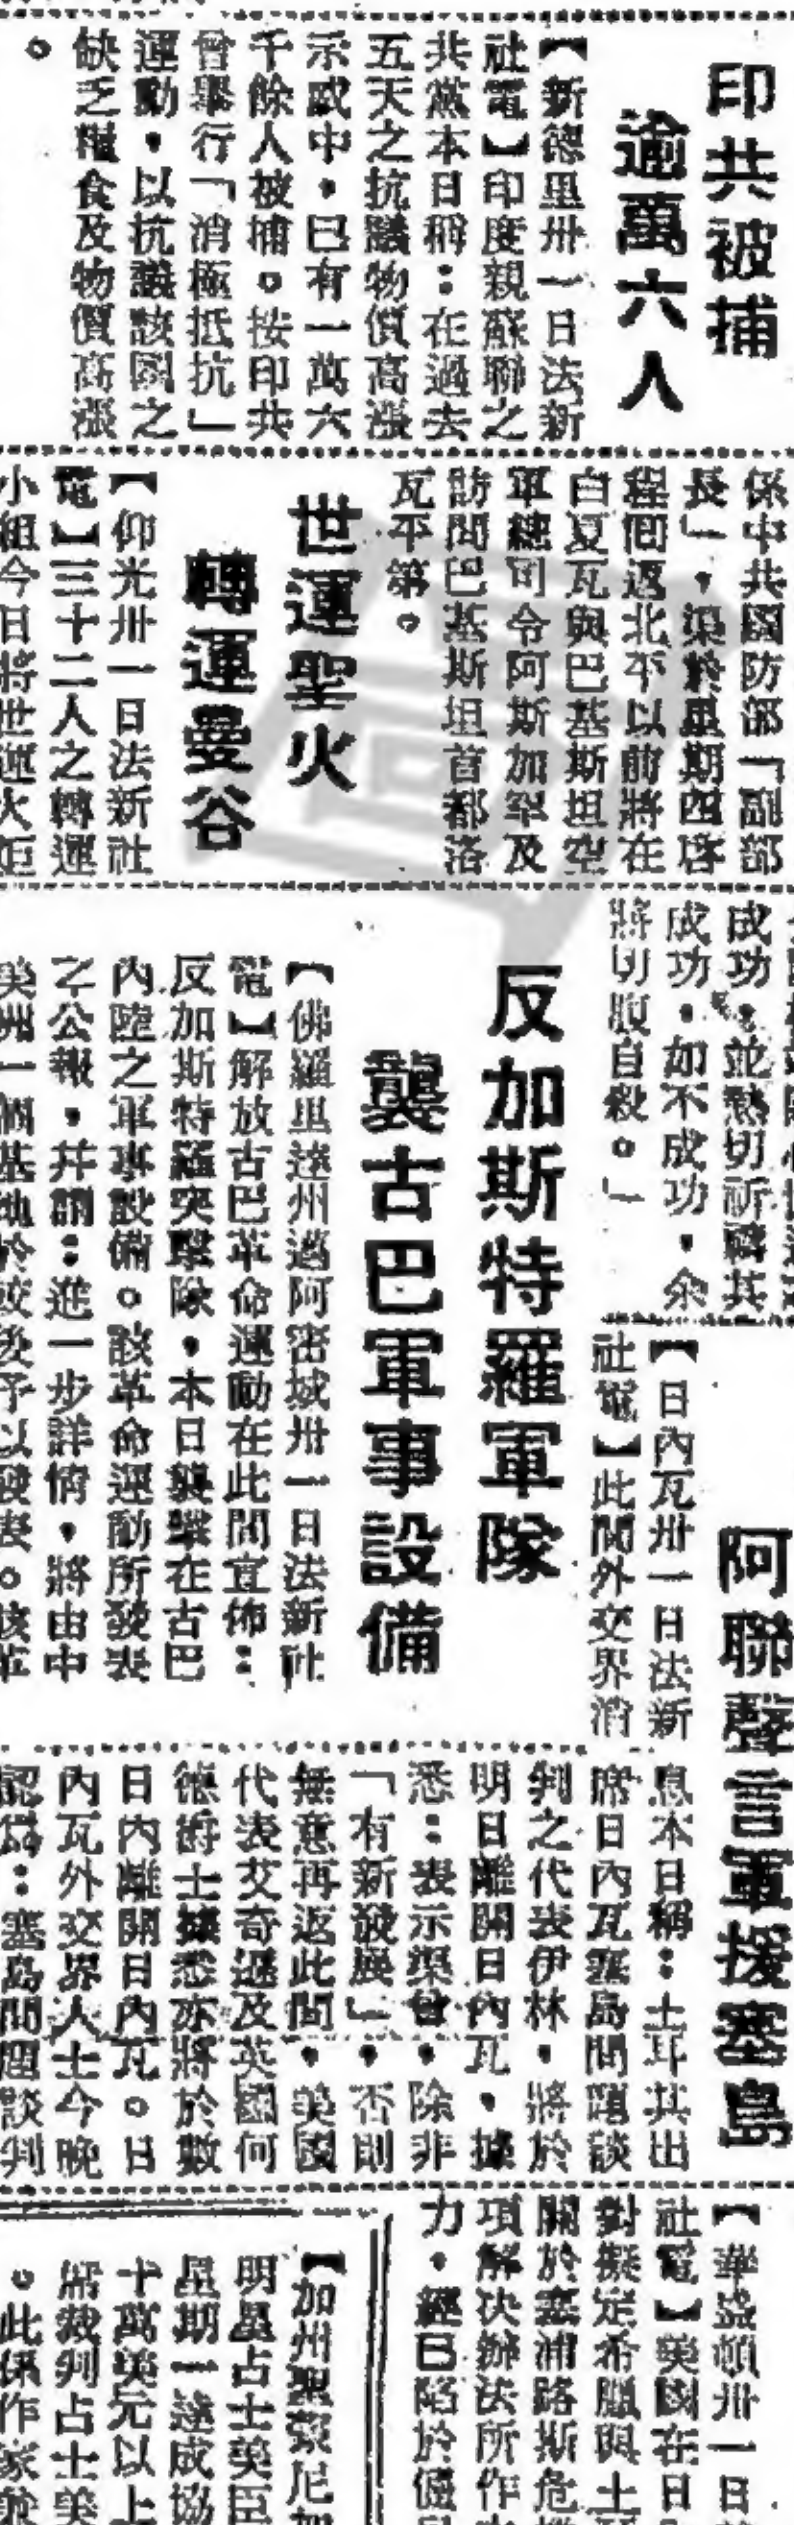 印共被捕
逾萬六人
【新德里卅一日法新
社電】印度親蘇聯之
共黨本日稱：在過去
五天之抗議物價高漲
示威中，已有一萬六
千餘人被捕。按印共
曾舉行「消極抵抗」
運動，以抗議該國之
缺乏糧食及物價高漲
。
係中共國防部「副部
長」，渠於星期四啓
程回返北平以前將在
白夏瓦與巴基斯坦空
軍總司令阿斯加罕及
訪問巴基斯坦首都洛
瓦平第。
世運聖火
轉運曼谷
【仰光卅一日法新社
電】三十二人之轉運
小組今日將世運火炬
成功，並熱切祈禱其
成功，如不成功，余
將切腹自殺。」
反加斯特羅軍隊
襲古巴軍事設備
【佛羅里達州邁阿密城卅一日法新社
電】解放古巴革命運動在此間宣佈：
反加斯特羅突擊隊，本日襲擊在古巴
內陸之軍事設備。該革命運動所發表
之公報，幷謂：進一步詳情，將由中
美洲一個基地於較後予以發表。該革
阿聯聲言軍援塞島
【日內瓦卅一日法新
社電】此間外交界消
息本日稱：土耳其出
席日內瓦塞島問題談
判之代表伊林，將於
明日離開日內瓦，據
悉：表示渠曾，除非
「有新發展」，否則
無意再返此間，美國
代表艾奇遜及英國何
德爵士據悉亦將於數
日內離開日內瓦。日
內瓦外交界人士今晚
認爲：塞島問題談判
【華盛頓卅一日
社電】美國在日
對擬定希臘與土
關於塞浦路斯危機
項解決辦法所作
力，經已陷於僵
【加州聖蒙尼加
明星占士美臣
星期一達成協
十萬美元以上
席裁判占士美
。此係作家兼